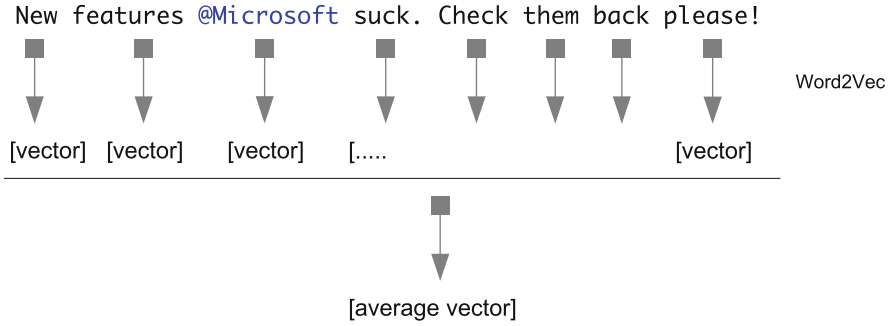 New features @Microsoft suck. Check them back please!
Word2Vec
[vector] [vector] [vector] [..... [vector]
[average vector]